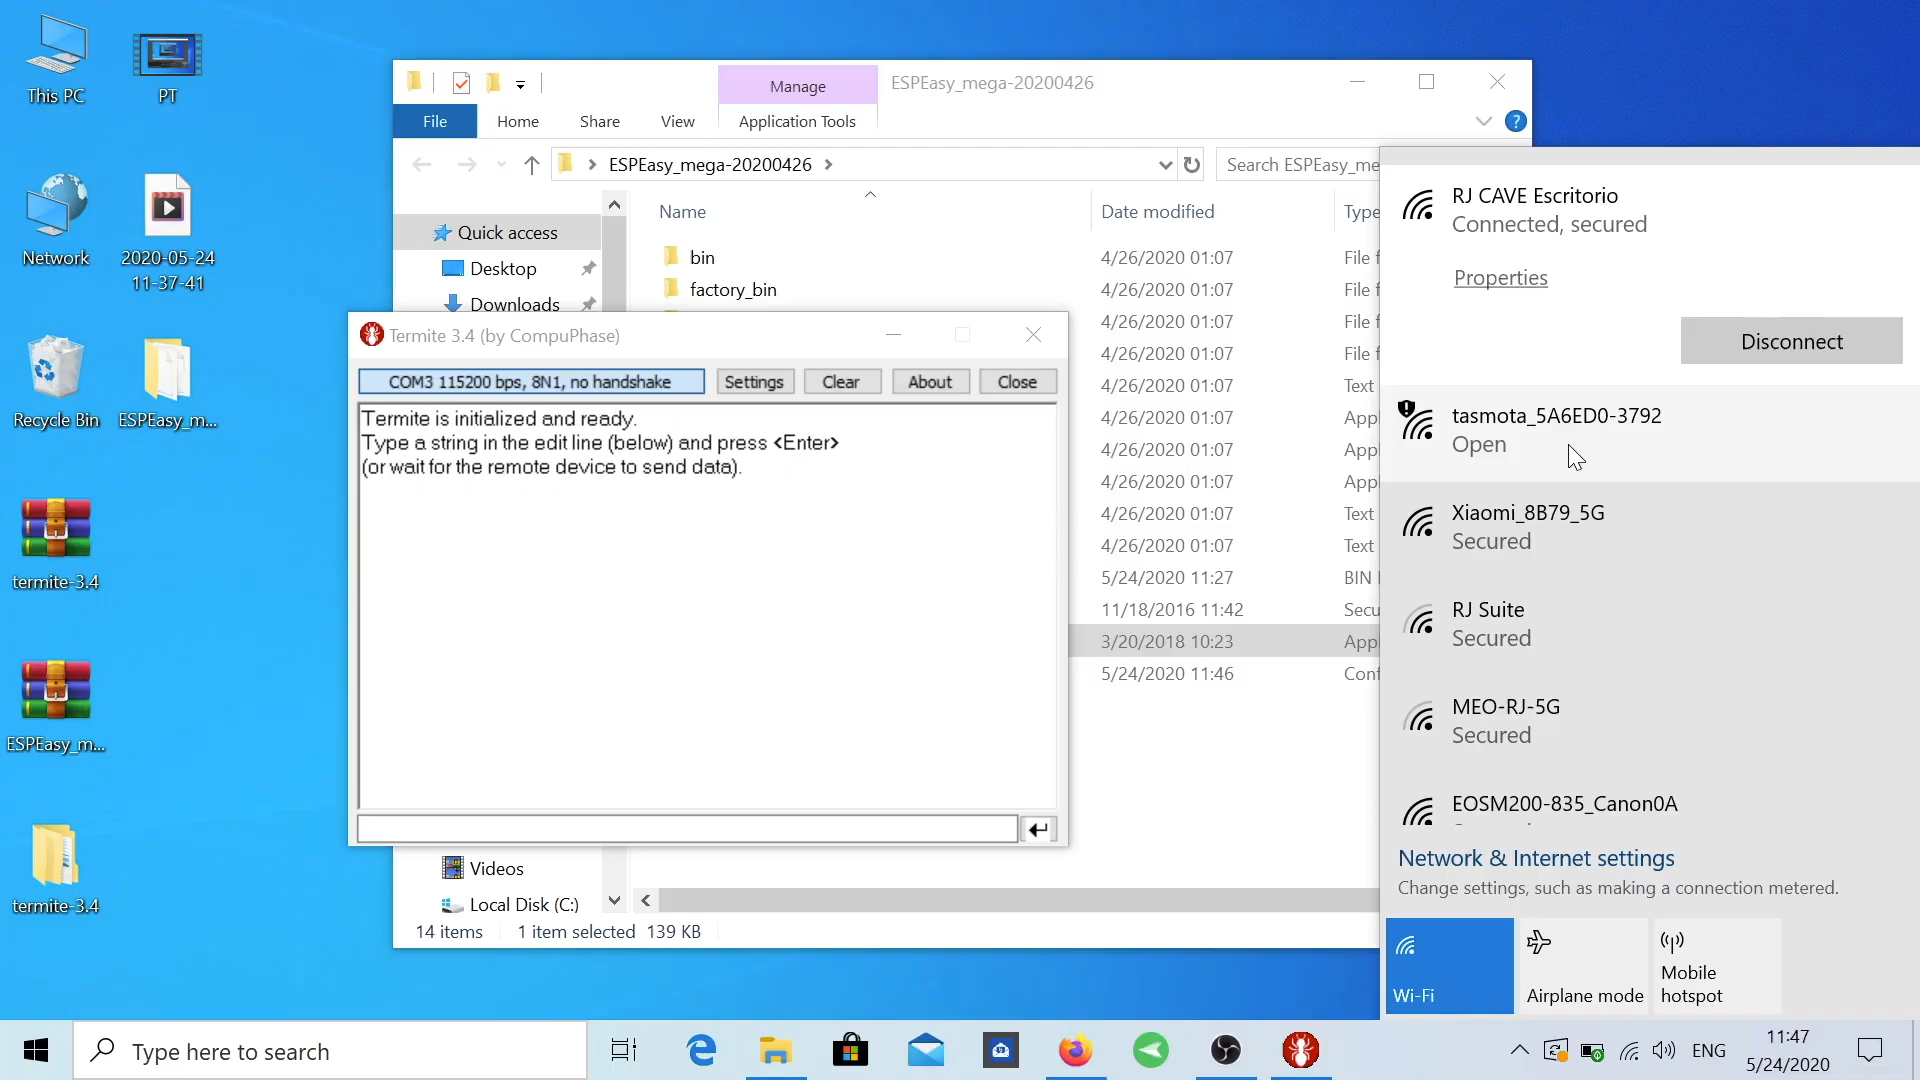 This PC
PT
Network
2020-05-24
11-37-41
Recycle Bin
ESPEasy_m...
termite-3.4
ESPEasy_m...
termite-3.4
Manage
ESPEasy_mega-20200426
File
Home
Share
View
Application Tools
ESPEasy_mega-20200426
Search ESPEasy_me
Name
Date modified
Type
Quick access
Desktop
Downloads
bin
4/26/2020 01:07
File f
factory_bin
4/26/2020 01:07
File f
4/26/2020 01:07
File f
4/26/2020 01:07
File f
4/26/2020 01:07
Text
4/26/2020 01:07
Appl
4/26/2020 01:07
Appl
4/26/2020 01:07
Appl
4/26/2020 01:07
Text
4/26/2020 01:07
Text
5/24/2020 11:27
BIN
11/18/2016 11:42
Secu
3/20/2018 10:23
Appl
5/24/2020 11:46
Conf
Videos
Local Disk (C:)
14 items
1 item selected
139 KB
Termite 3.4 (by CompuPhase)
COM3 115200 bps, 8N1, no handshake
Settings
Clear
About
Close
Termite is initialized and ready.
Type a string in the edit line (below) and press <Enter>
(or wait for the remote device to send data).
RJ CAVE Escritorio
Connected, secured
Properties
Disconnect
tasmota_5A6ED0-3792
Open
Xiaomi_8B79_5G
Secured
RJ Suite
Secured
MEO-RJ-5G
Secured
EOSM200-835_Canon0A
Network & Internet settings
Change settings, such as making a connection metered.
Wi-Fi
Airplane mode
Mobile
hotspot
Type here to search
ENG
11:47
5/24/2020